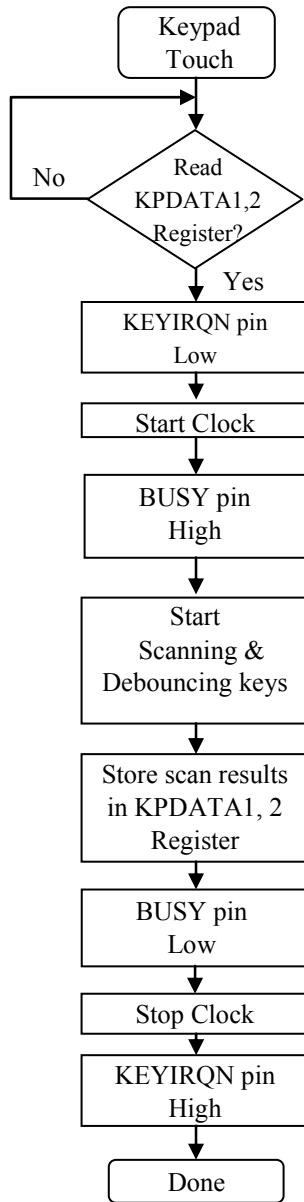 Keypad
Touch
No
Read
KPDATA1,2
Register?
Yes
KEYIRQN pin
Low
Start Clock
BUSY pin
High
Start
Scanning &
Debouncing keys
Store scan results
in KPDATA1, 2
Register
BUSY pin
Low
Stop Clock
KEYIRQN pin
High
Done